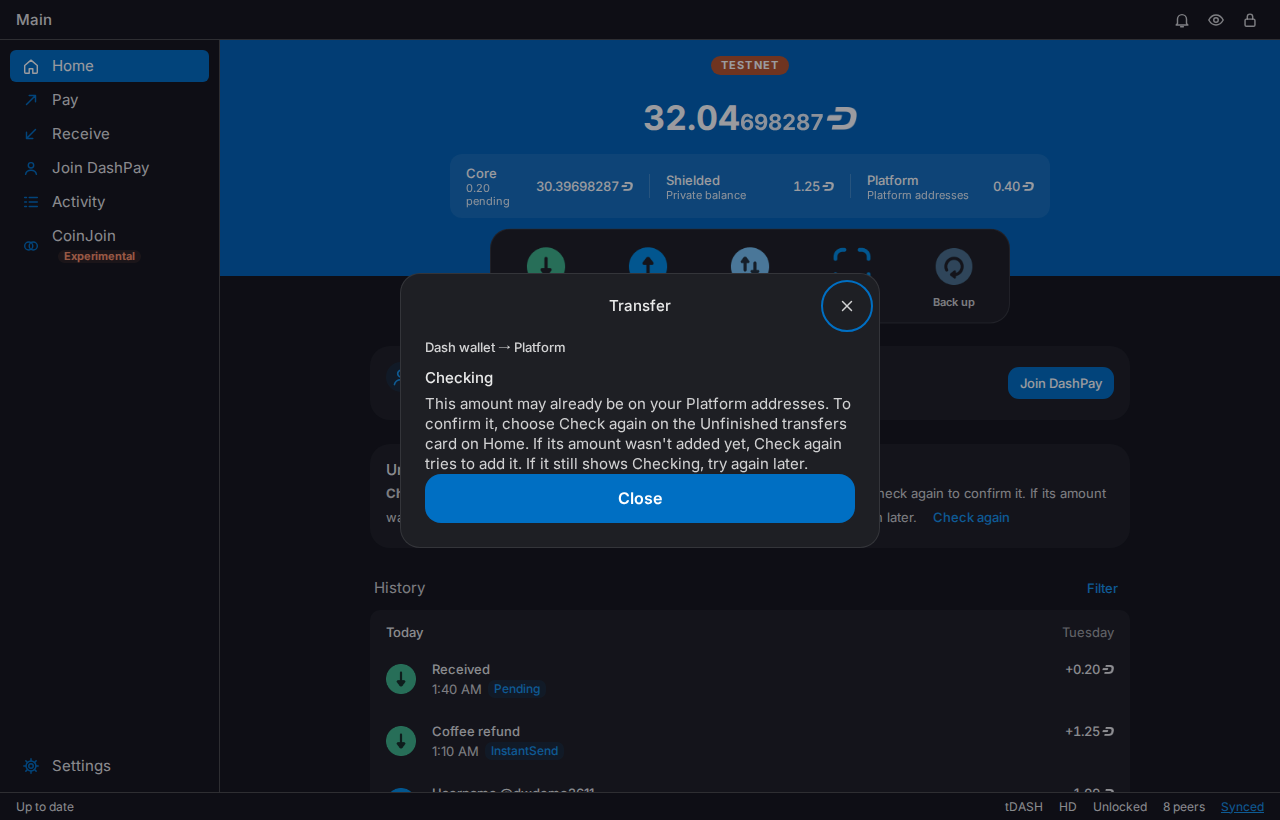 Main
Home
Pay
Receive
Join DashPay
Activity
CoinJoin
Experimental
Settings
TESTNET
32.04698287
Core
0.20
pending
30.39698287
Shielded
Private balance
1.25
Platform
Platform addresses
0.40
Back up
Join DashPay
Transfer
Dash wallet → Platform
Checking
This amount may already be on your Platform addresses. To
confirm it, choose Check again on the Unfinished transfers
card on Home. If its amount wasn't added yet, Check again
tries to add it. If it still shows Checking, try again later.
Close
again to confirm it. If its amount
later. Check again
History
Filter
Today
Tuesday
Received
+0.20
1:40 AM Pending
Coffee refund
+1.25
1:10 AM InstantSend
Up to date
tDASH HD Unlocked 8 peers Synced